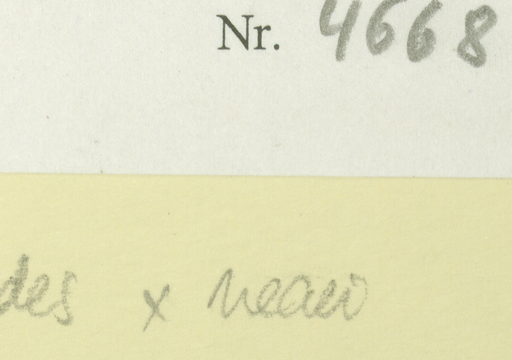 Nr. 4668
des x